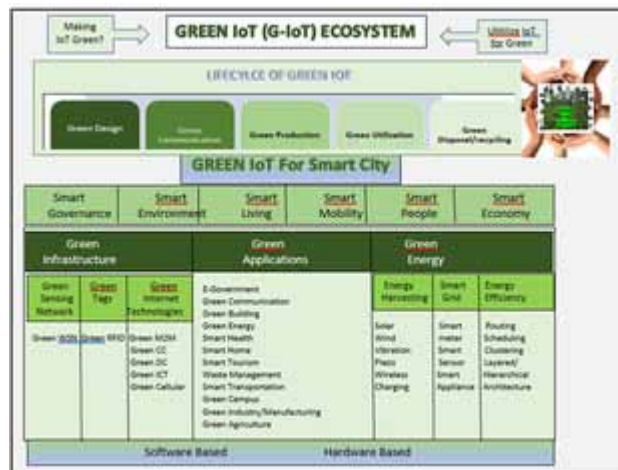 Making
IoT Green?
GREEN IoT (G-IoT) ECOSYSTEM
Utilize IoT
for Green
LIFECYLCE OF GREEN IOT
Green Design
Green
Green Production
Green Utilization
Green
Disposal/recycling
GREEN IoT For Smart City
Smart
Governance
Smart
Environment
Smart
Living
Smart
Mobility
Smart
People
Smart
Economy
Green
Infrastructure
Green
Applications
Green
Energy
Green
Sensing
Network
Green
Tags
Green
Internet
Technologies
Energy
Harvesting
Smart
Grid
Energy
Efficiency
Green WSN
Green RFID
Green M2M
Green CC
Green DC
Green ICT
Green Cellular
E-Government
Green Communication
Green Building
Green Energy
Smart Health
Smart Home
Smart Tourism
Waste Management
Smart Transportation
Green Campus
Green Industry/Manufacturing
Green Agriculture
Solar
Wind
Vibration
Piezo
Wireless
Charging
Smart
meter
Smart
Sensor
Smart
Appliance
Routing
Scheduling
Clustering
Layered/
Hierarchical
Architecture
Software Based
Hardware Based